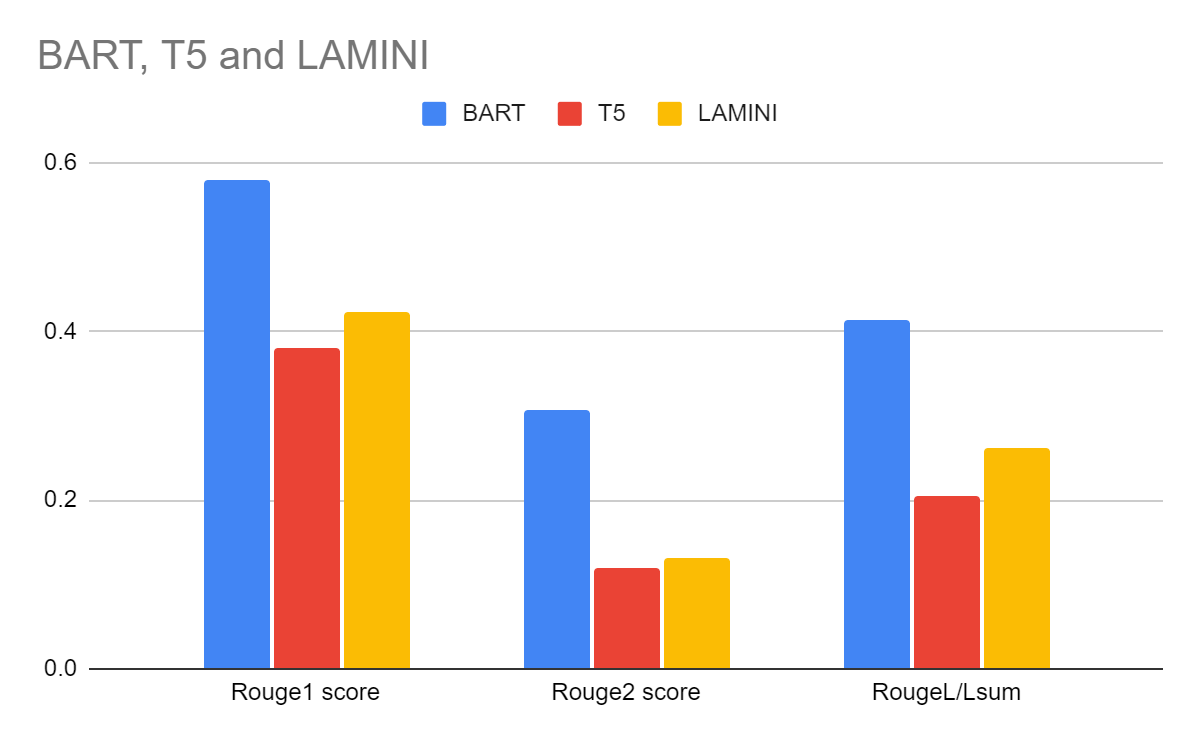 BART, T5 and LAMINI
BART T5 LAMINI
0.6
0.4
0.2
0.0
Rouge1 score Rouge2 score RougeL/Lsum